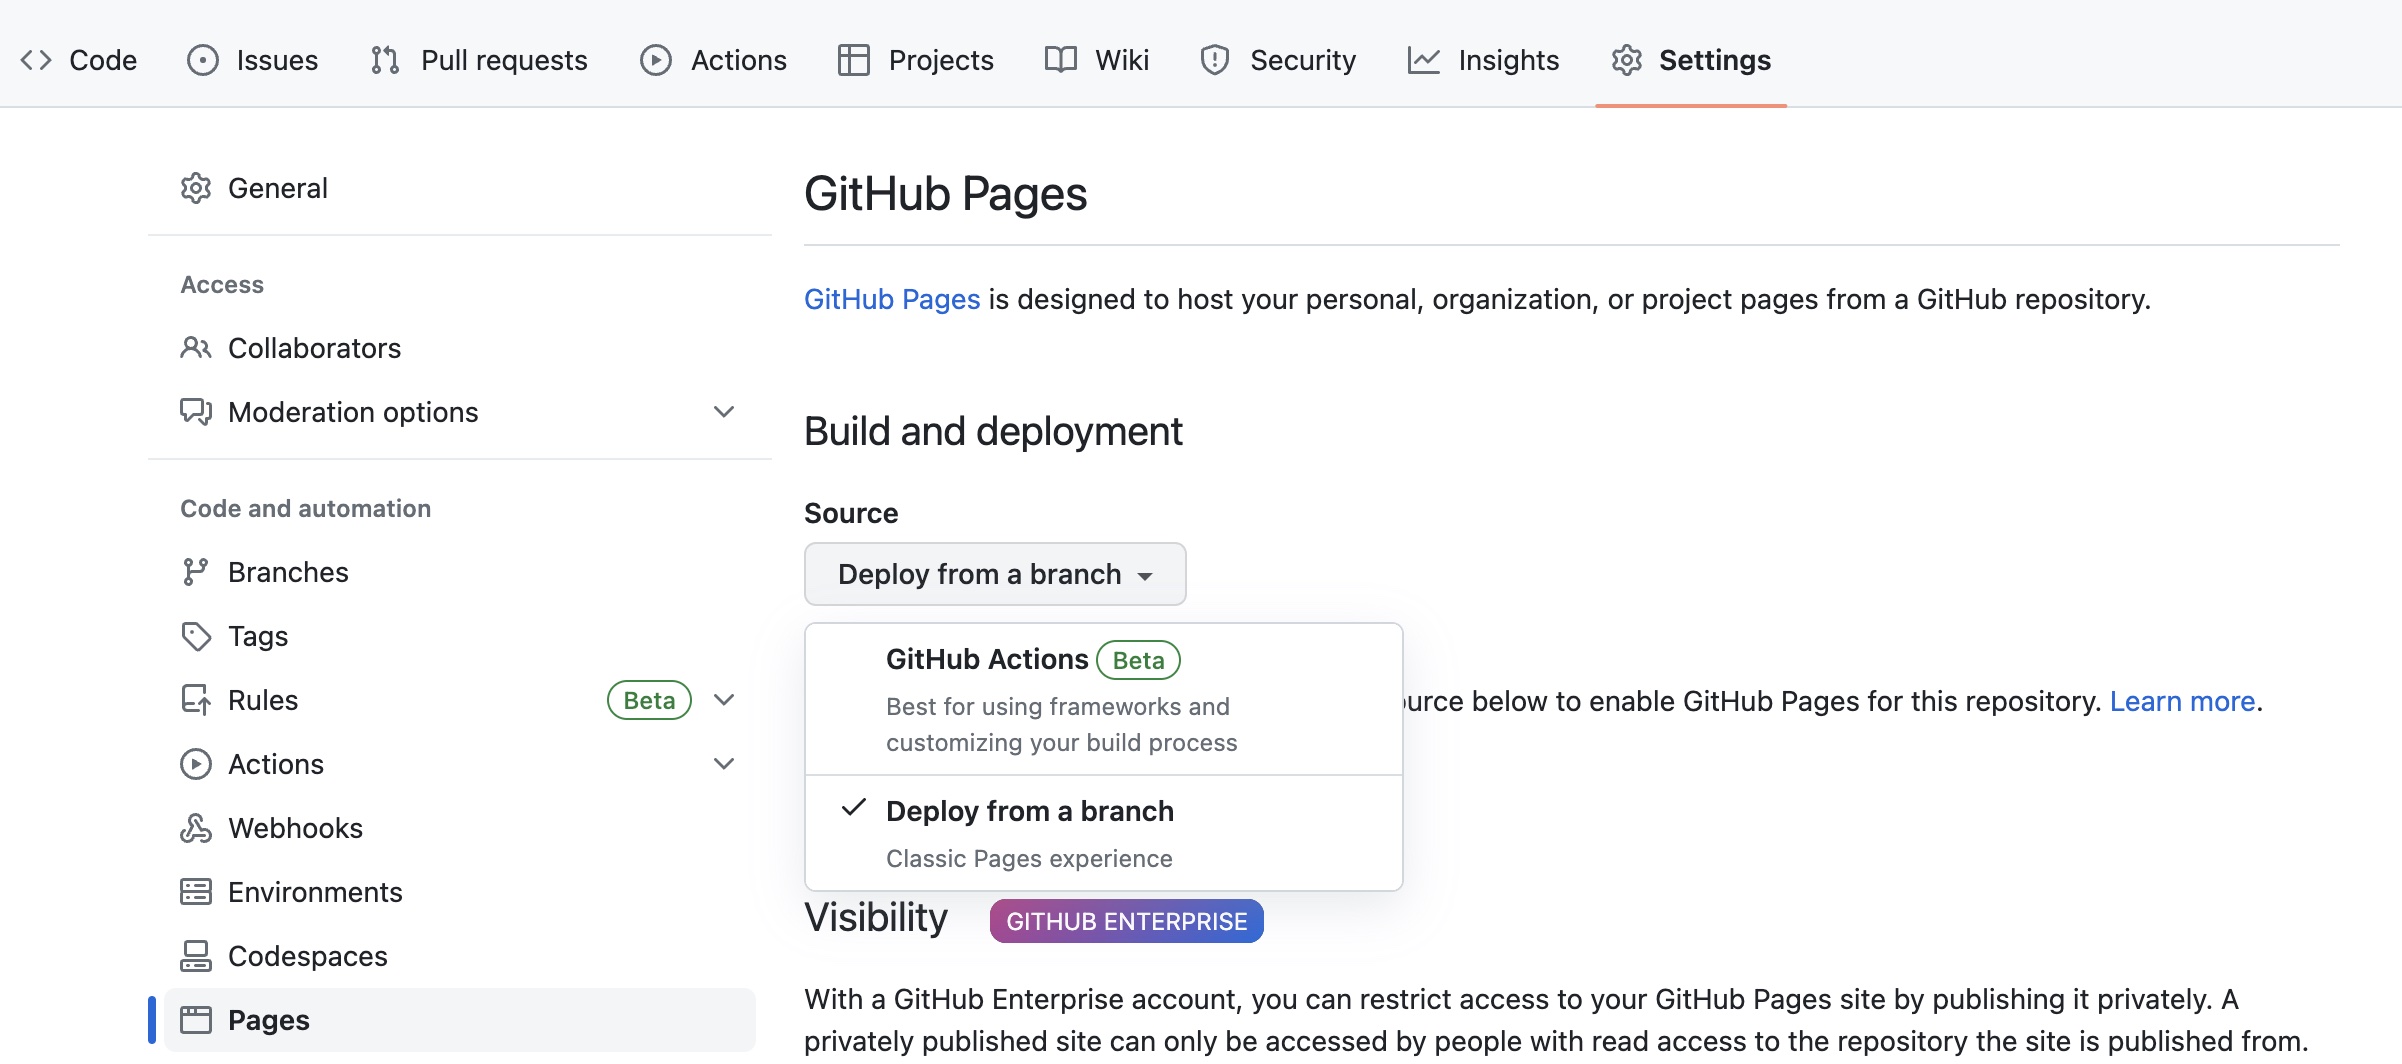 Code Issues Pull requests Actions Projects Wiki Security Insights Settings
General
Access
Collaborators
Moderation options
Code and automation
Branches
Tags
Rules Beta
Actions
Webhooks
Environments
Codespaces
Pages
GitHub Pages
GitHub Pages is designed to host your personal, organization, or project pages from a GitHub repository.
Build and deployment
Source
Deploy from a branch
GitHub Actions Beta
Best for using frameworks and
customizing your build process
Deploy from a branch
Classic Pages experience
below to enable GitHub Pages for this repository. Learn more.
Visibility GITHUB ENTERPRISE
With a GitHub Enterprise account, you can restrict access to your GitHub Pages site by publishing it privately. A
privately published site can only be accessed by people with read access to the repository the site is published from.